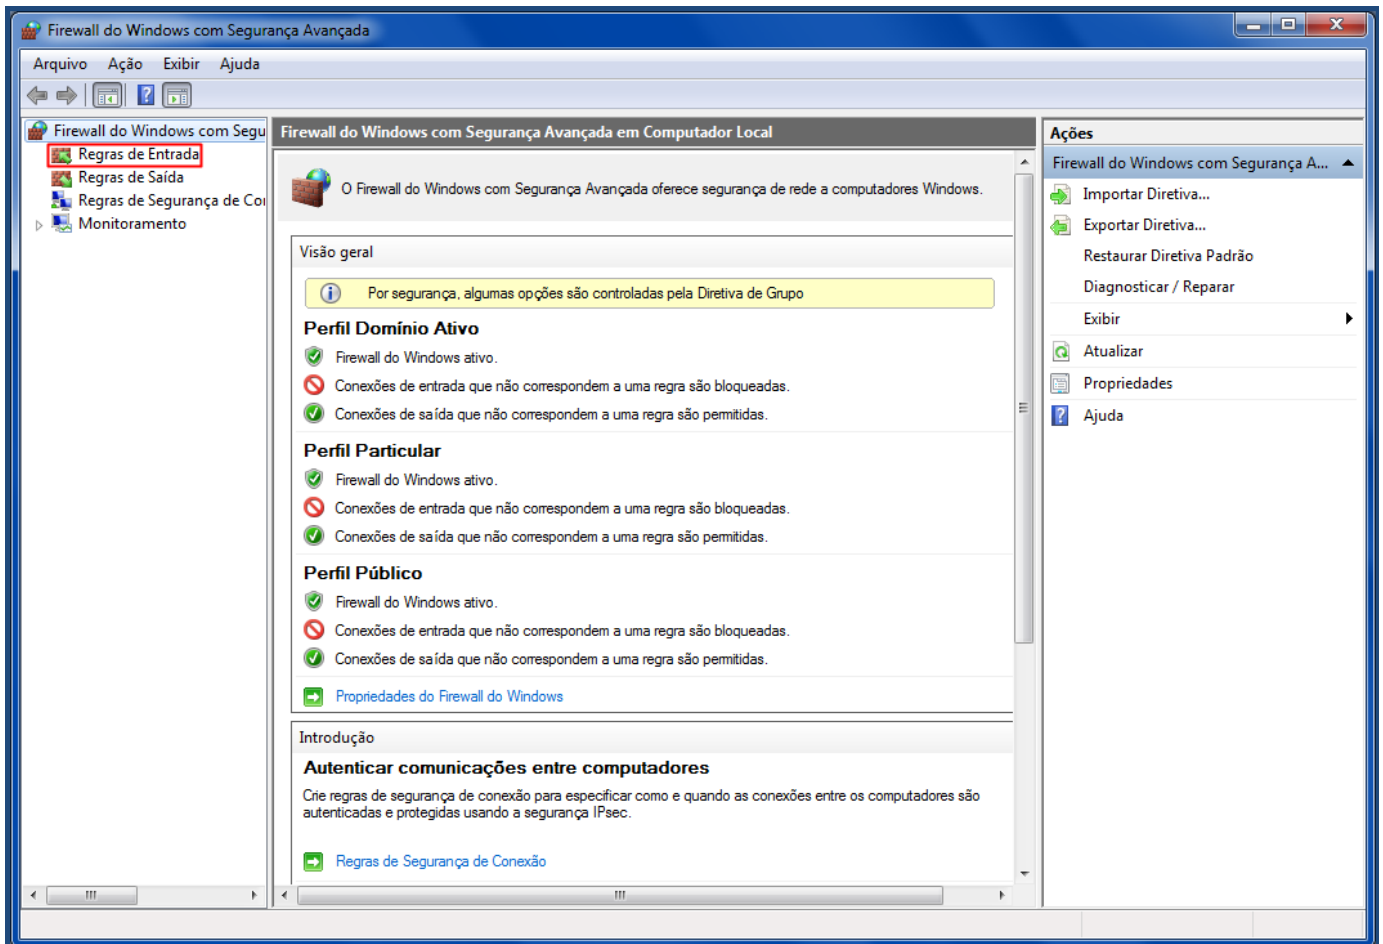 Firewall do Windows com Segurança Avançada
Arquivo Ação Exibir Ajuda
Firewall do Windows com Segu
Regras de Entrada
Regras de Saída
Regras de Segurança de Co
Monitoramento
Firewall do Windows com Segurança Avançada em Computador Local
O Firewall do Windows com Segurança Avançada oferece segurança de rede a computadores Windows.
Visão geral
Por segurança, algumas opções são controladas pela Diretiva de Grupo
Perfil Domínio Ativo
Firewall do Windows ativo.
Conexões de entrada que não correspondem a uma regra são bloqueadas.
Conexões de saída que não correspondem a uma regra são permitidas.
Perfil Particular
Firewall do Windows ativo.
Conexões de entrada que não correspondem a uma regra são bloqueadas.
Conexões de saída que não correspondem a uma regra são permitidas.
Perfil Público
Firewall do Windows ativo.
Conexões de entrada que não correspondem a uma regra são bloqueadas.
Conexões de saída que não correspondem a uma regra são permitidas.
Propriedades do Firewall do Windows
Introdução
Autenticar comunicações entre computadores
Crie regras de segurança de conexão para especificar como e quando as conexões entre os computadores são
autenticadas e protegidas usando a segurança IPsec.
Regras de Segurança de Conexão
Ações
Firewall do Windows com Segurança A...
Importar Diretiva...
Exportar Diretiva...
Restaurar Diretiva Padrão
Diagnosticar / Reparar
Exibir
Atualizar
Propriedades
Ajuda